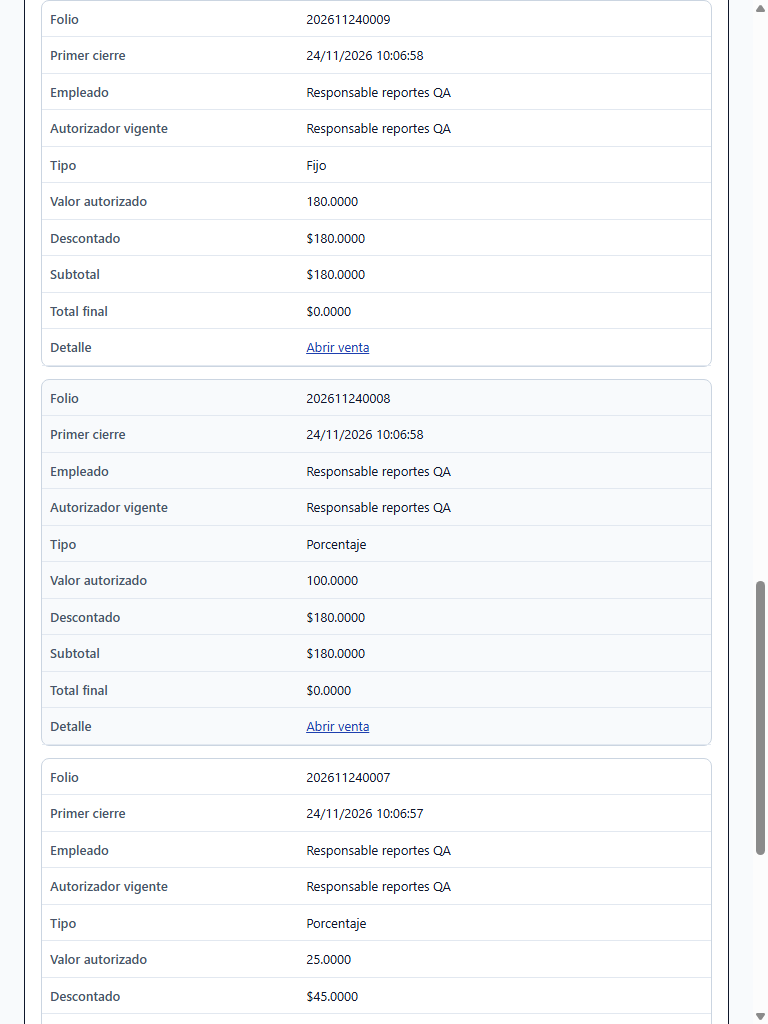 Folio 202611240009
Primer cierre 24/11/2026 10:06:58
Empleado Responsable reportes QA
Autorizador vigente Responsable reportes QA
Tipo Fijo
Valor autorizado 180.0000
Descontado $180.0000
Subtotal $180.0000
Total final $0.0000
Detalle Abrir venta
Folio 202611240008
Primer cierre 24/11/2026 10:06:58
Empleado Responsable reportes QA
Autorizador vigente Responsable reportes QA
Tipo Porcentaje
Valor autorizado 100.0000
Descontado $180.0000
Subtotal $180.0000
Total final $0.0000
Detalle Abrir venta
Folio 202611240007
Primer cierre 24/11/2026 10:06:57
Empleado Responsable reportes QA
Autorizador vigente Responsable reportes QA
Tipo Porcentaje
Valor autorizado 25.0000
Descontado $45.0000